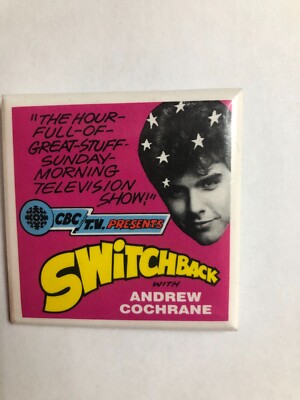 "THE HOUR-
FULL-OF-
GREAT-STUFF-
SUNDAY-
MORNING
TELEVISION
SHOW!"
CBC T.V. PRESENTS
SWITCHBACK
WITH
ANDREW
COCHRANE